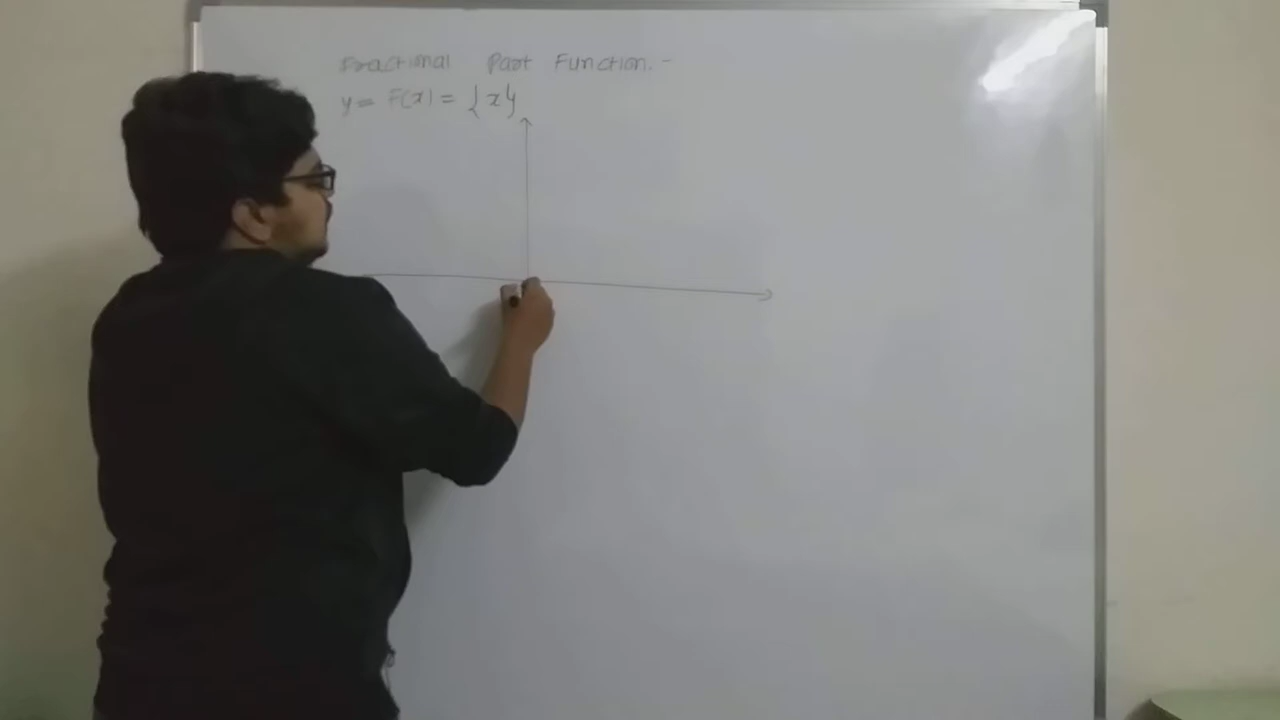 Fractional Part Function. -
y = F(x) = {x}